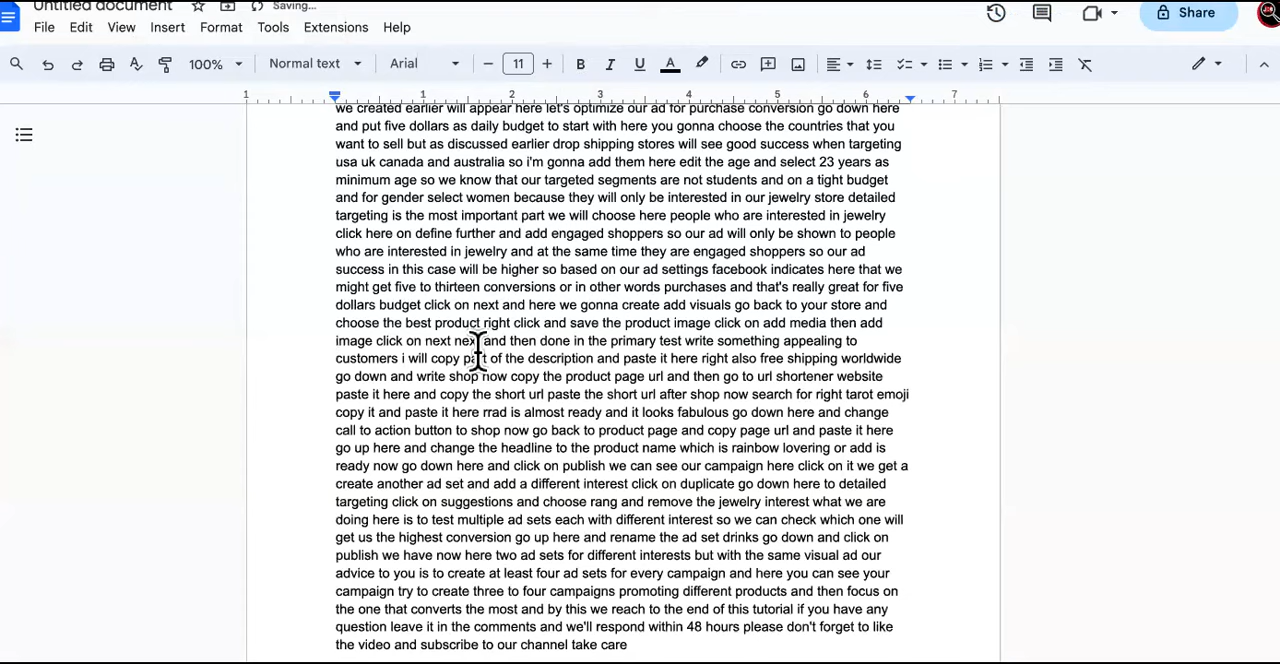 Untitled document Saving...
File Edit View Insert Format Tools Extensions Help
Share
100% Normal text Arial 11 B I U A
1 1 2 3 4 5 6 7
we created earlier will appear here let's optimize our ad for purchase conversion go down here
and put five dollars as daily budget to start with here you gonna choose the countries that you
want to sell but as discussed earlier drop shipping stores will see good success when targeting
usa uk canada and australia so i'm gonna add them here edit the age and select 23 years as
minimum age so we know that our targeted segments are not students and on a tight budget
and for gender select women because they will only be interested in our jewelry store detailed
targeting is the most important part we will choose here people who are interested in jewelry
click here on define further and add engaged shoppers so our ad will only be shown to people
who are interested in jewelry and at the same time they are engaged shoppers so our ad
success in this case will be higher so based on our ad settings facebook indicates here that we
might get five to thirteen conversions or in other words purchases and that's really great for five
dollars budget click on next and here we gonna create add visuals go back to your store and
choose the best product right click and save the product image click on add media then add
image click on next next and then done in the primary test write something appealing to
customers i will copy part of the description and paste it here right also free shipping worldwide
go down and write shop now copy the product page url and then go to url shortener website
paste it here and copy the short url paste the short url after shop now search for right tarot emoji
copy it and paste it here rrad is almost ready and it looks fabulous go down here and change
call to action button to shop now go back to product page and copy page url and paste it here
go up here and change the headline to the product name which is rainbow lovering or add is
ready now go down here and click on publish we can see our campaign here click on it we get a
create another ad set and add a different interest click on duplicate go down here to detailed
targeting click on suggestions and choose rang and remove the jewelry interest what we are
doing here is to test multiple ad sets each with different interest so we can check which one will
get us the highest conversion go up here and rename the ad set drinks go down and click on
publish we have now here two ad sets for different interests but with the same visual ad our
advice to you is to create at least four ad sets for every campaign and here you can see your
campaign try to create three to four campaigns promoting different products and then focus on
the one that converts the most and by this we reach to the end of this tutorial if you have any
question leave it in the comments and we'll respond within 48 hours please don't forget to like
the video and subscribe to our channel take care